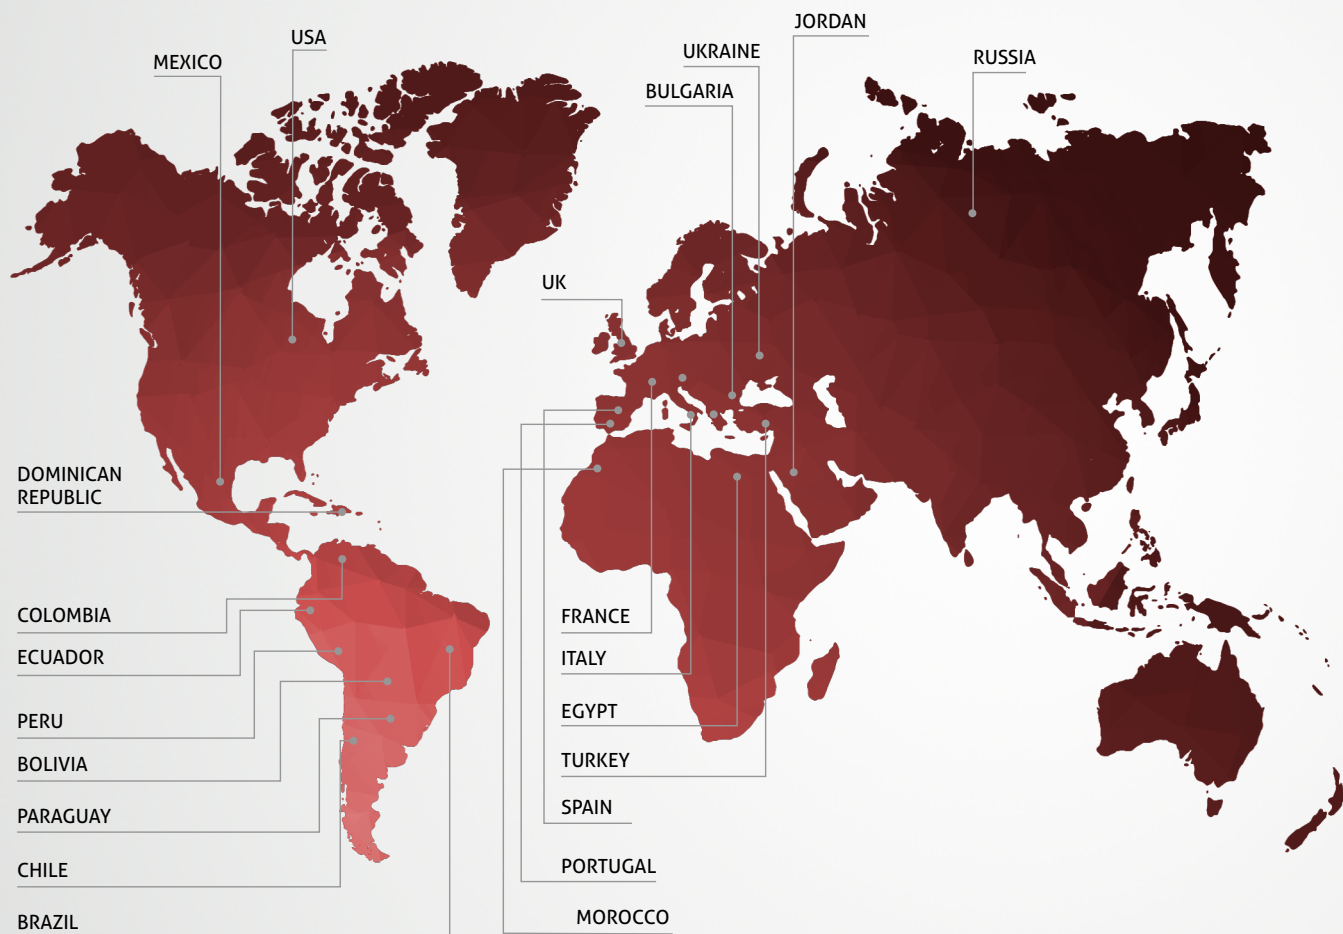 JORDAN
USA
UKRAINE
RUSSIA
MEXICO
BULGARIA
UK
DOMINICAN
REPUBLIC
COLOMBIA
ECUADOR
PERU
BOLIVIA
PARAGUAY
CHILE
BRAZIL
FRANCE
ITALY
EGYPT
TURKEY
SPAIN
PORTUGAL
MOROCCO